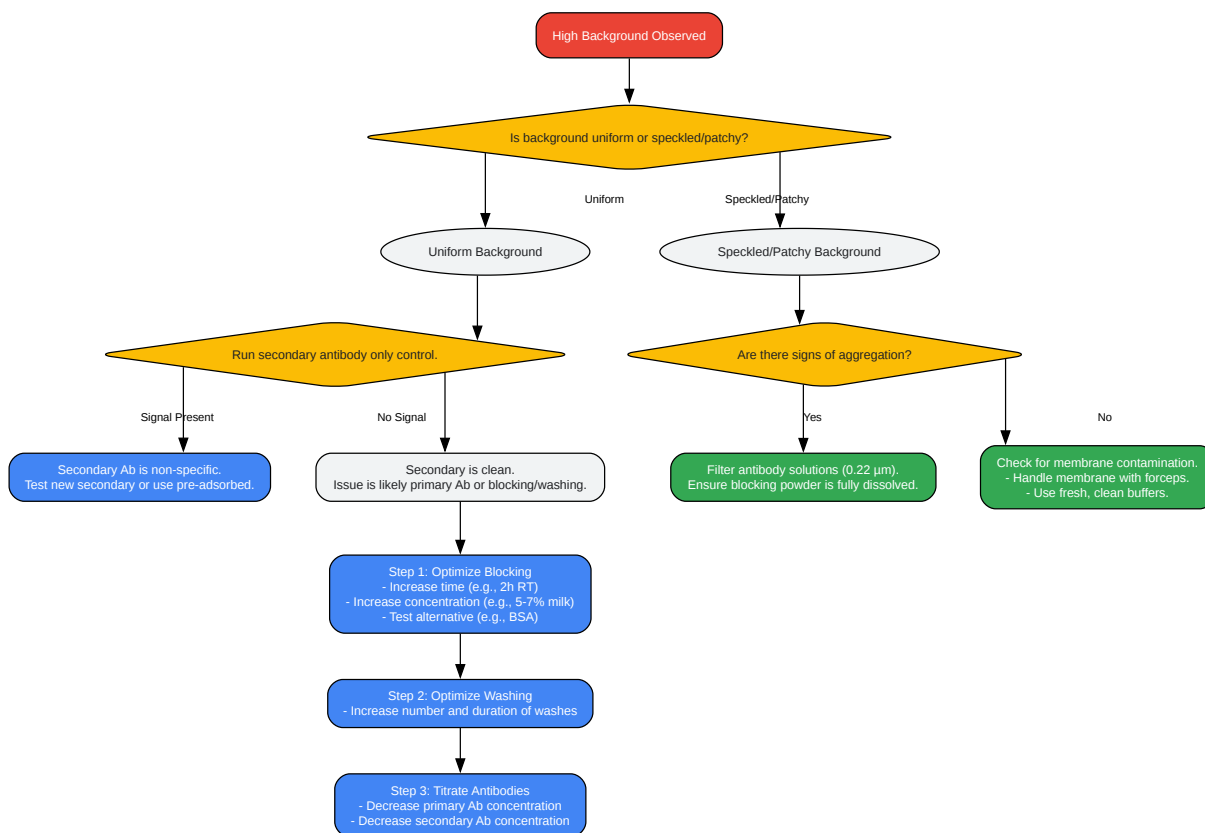 High Background Observed
Is background uniform or speckled/patchy?
Uniform
Speckled/Patchy
Uniform Background
Speckled/Patchy Background
Run secondary antibody only control.
Are there signs of aggregation?
Signal Present
No Signal
Yes
No
Secondary Ab is non-specific.
Test new secondary or use pre-adsorbed.
Secondary is clean.
Issue is likely primary Ab or blocking/washing.
Filter antibody solutions (0.22 µm).
Ensure blocking powder is fully dissolved.
Check for membrane contamination.
- Handle membrane with forceps.
- Use fresh, clean buffers.
Step 1: Optimize Blocking
- Increase time (e.g., 2h RT)
- Increase concentration (e.g., 5-7% milk)
- Test alternative (e.g., BSA)
Step 2: Optimize Washing
- Increase number and duration of washes
Step 3: Titrate Antibodies
- Decrease primary Ab concentration
- Decrease secondary Ab concentration